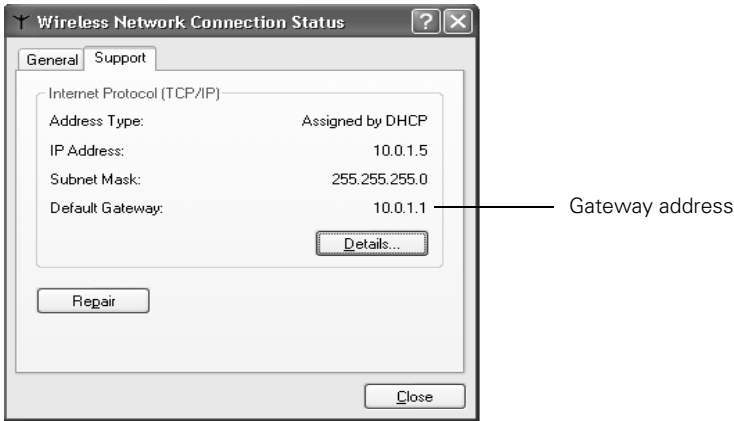 Wireless Network Connection Status
General Support
Internet Protocol (TCP/IP)
Address Type: Assigned by DHCP
IP Address: 10.0.1.5
Subnet Mask: 255.255.255.0
Default Gateway: 10.0.1.1 Gateway address
Details...
Repair
Close